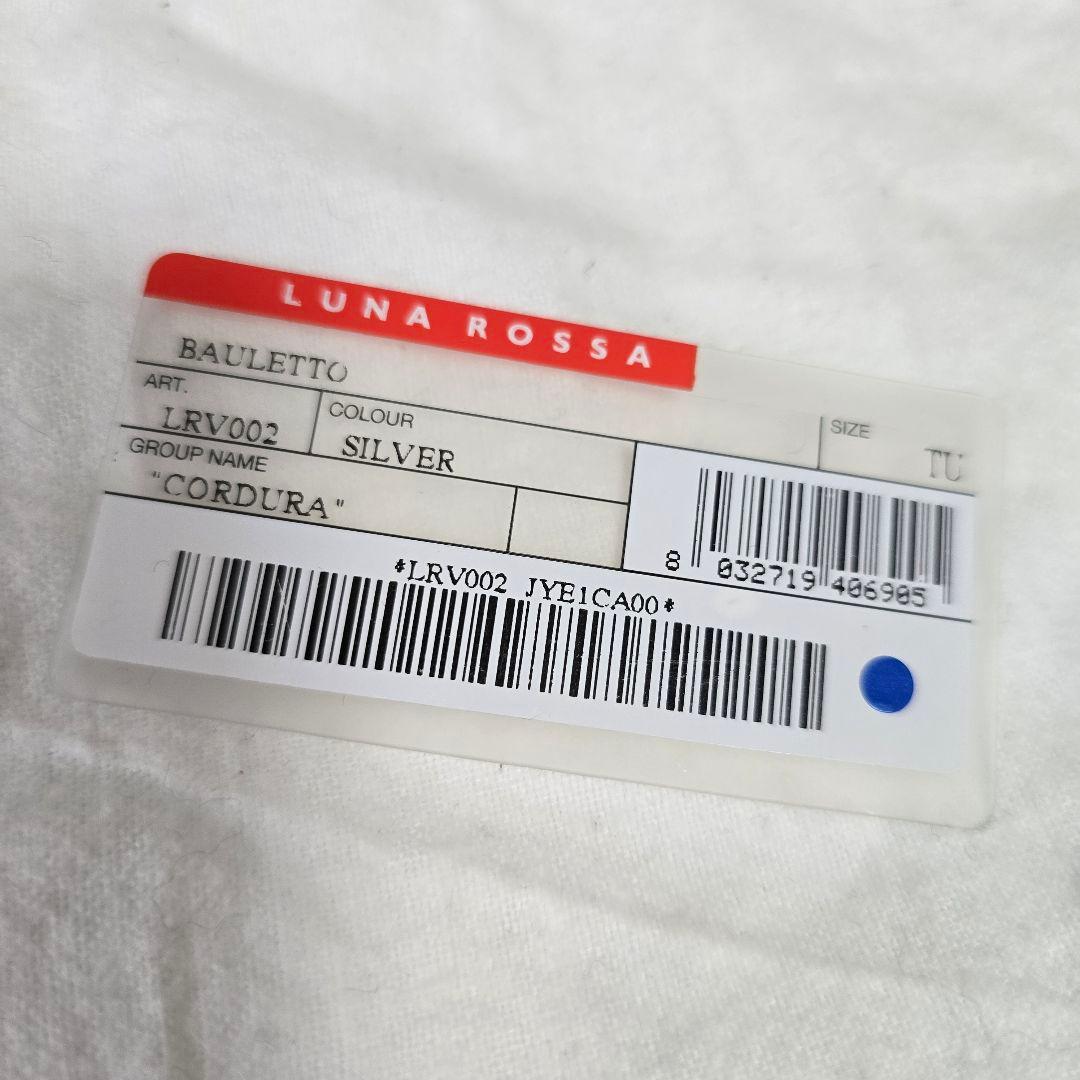 LUNA ROSSA
BAULETTO
ART.
LRV002
COLOUR
SILVER
SIZE
TU
GROUP NAME
"CORDURA"
8 032719 406905
*LRV002 JYE1CA00*